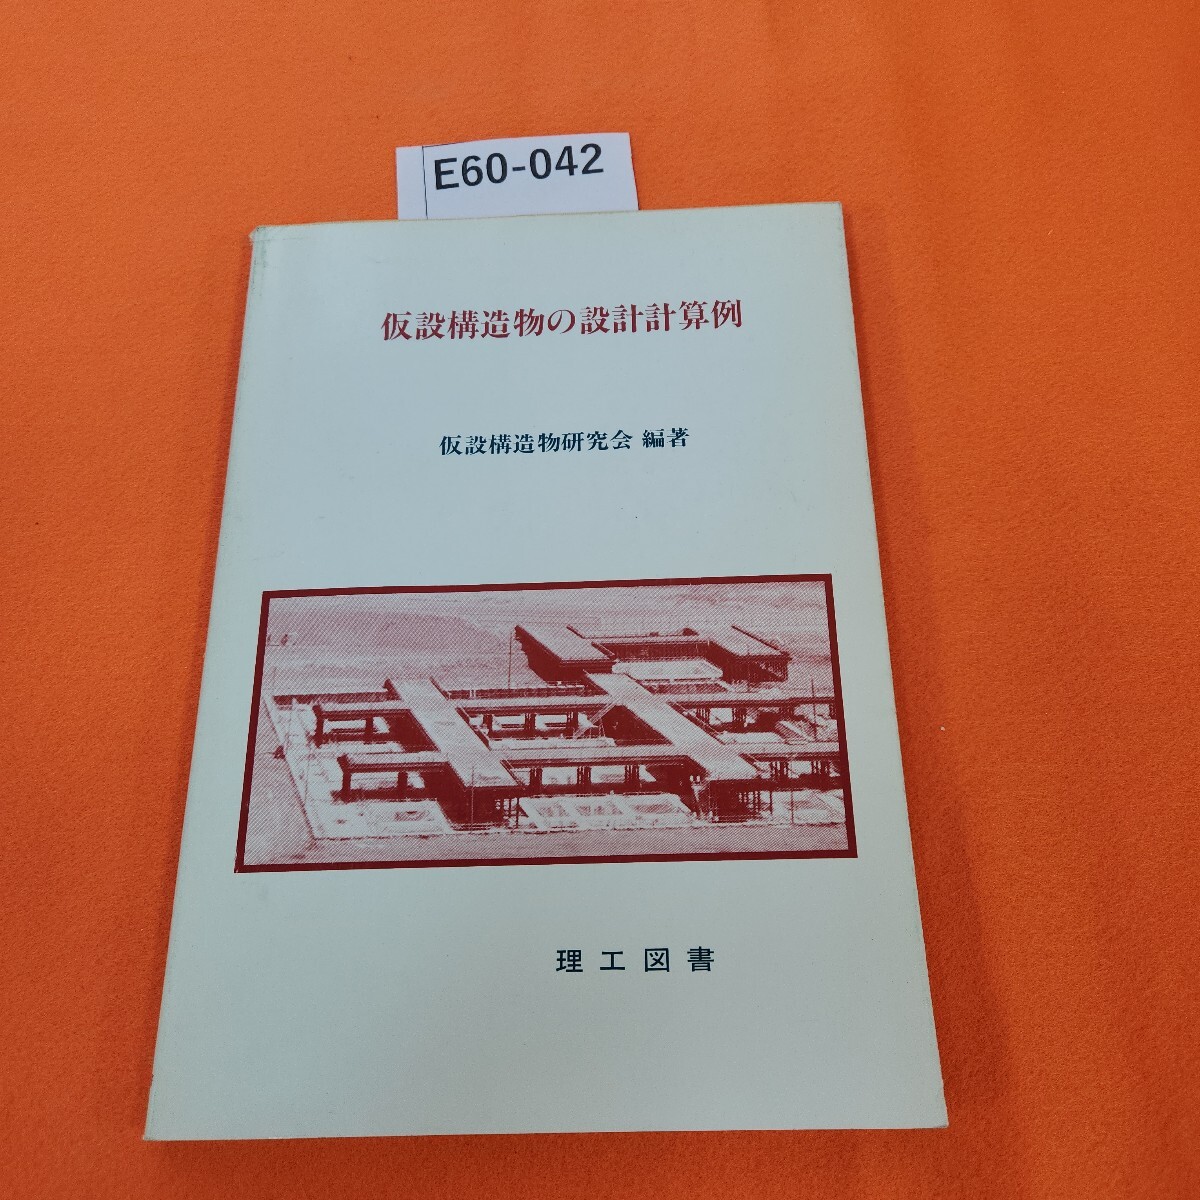 E60-042
仮設構造物の設計計算例
仮設構造物研究会 編著
理工図書